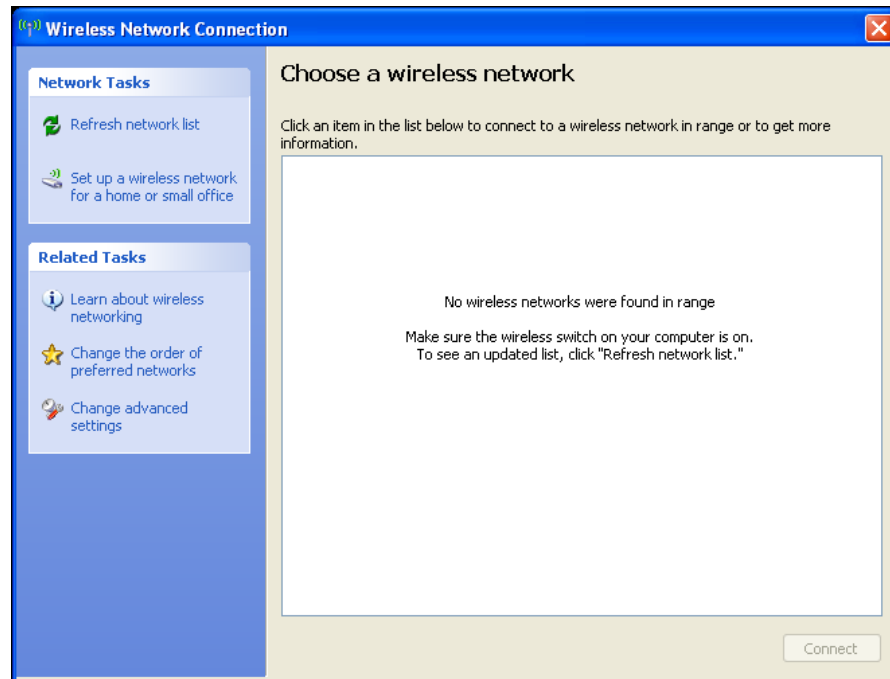 Wireless Network Connection
Network Tasks
Refresh network list
Set up a wireless network
for a home or small office
Related Tasks
Learn about wireless
networking
Change the order of
preferred networks
Change advanced
settings
Choose a wireless network
Click an item in the list below to connect to a wireless network in range or to get more
information.
No wireless networks were found in range
Make sure the wireless switch on your computer is on.
To see an updated list, click "Refresh network list."
Connect